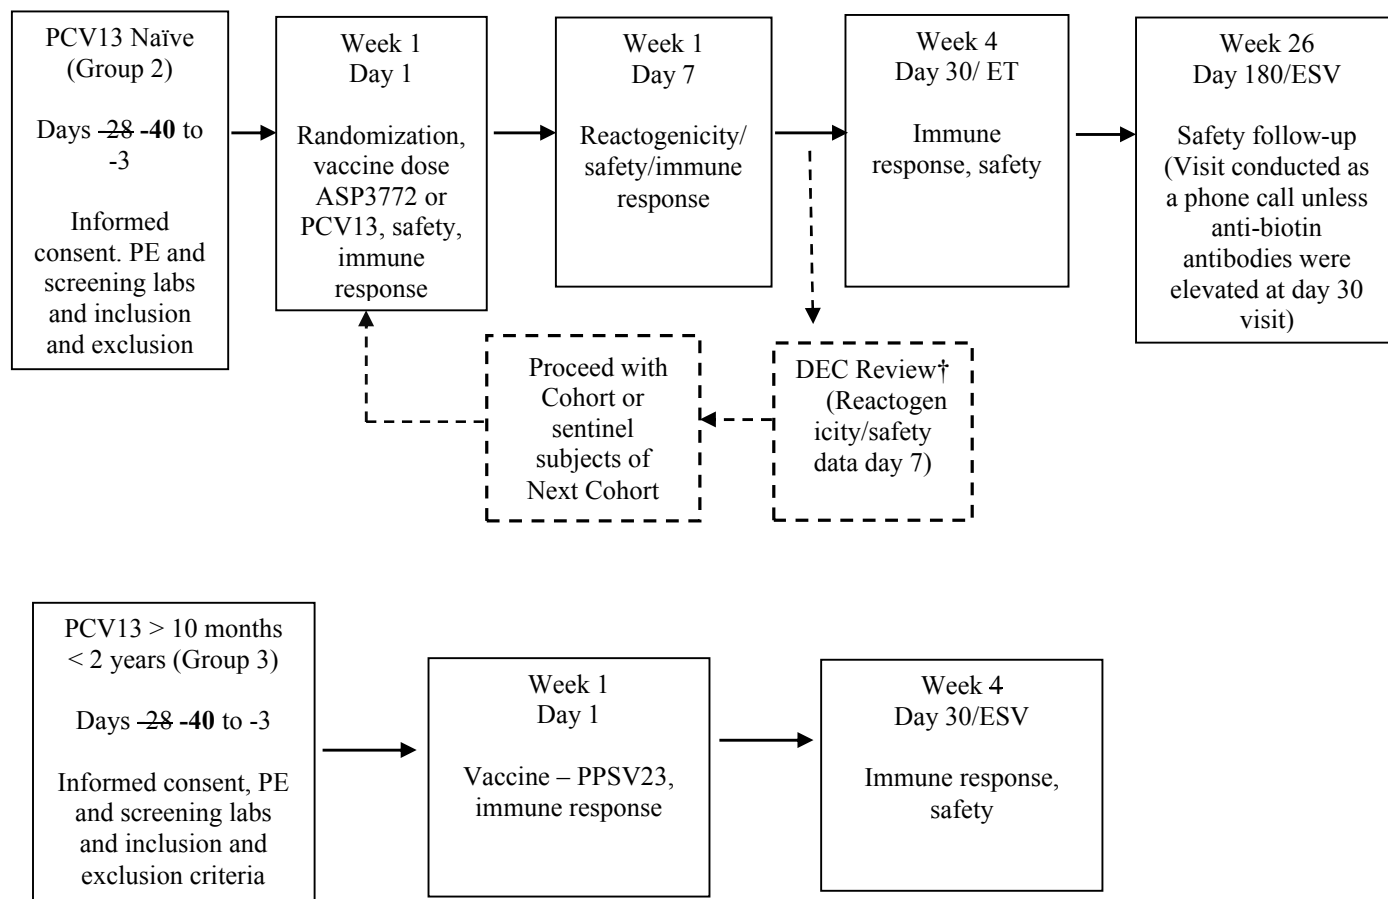 PCV13 Naïve
(Group 2)
Days -28 -40 to
-3
Informed
consent. PE and
screening labs
and inclusion
and exclusion
Week 1
Day 1
Randomization,
vaccine dose
ASP3772 or
PCV13, safety,
immune
response
Week 1
Day 7
Reactogenicity/
safety/immune
response
Week 4
Day 30/ ET
Immune
response, safety
Week 26
Day 180/ESV
Safety follow-up
(Visit conducted as
a phone call unless
anti-biotin
antibodies were
elevated at day 30
visit)
Proceed with
Cohort or
sentinel
subjects of
Next Cohort
DEC Review†
(Reactogen
icity/safety
data day 7)
PCV13 > 10 months
< 2 years (Group 3)
Days -28 -40 to -3
Informed consent, PE
and screening labs
and inclusion and
exclusion criteria
Week 1
Day 1
Vaccine – PPSV23,
immune response
Week 4
Day 30/ESV
Immune response,
safety